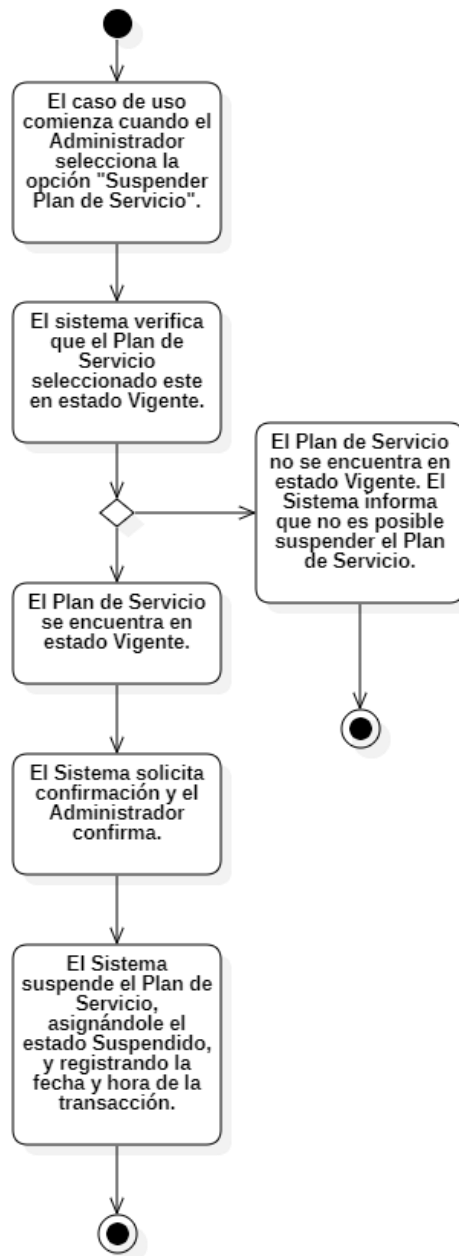 El caso de uso
comienza cuando el
Administrador
selecciona la
opción "Suspender
Plan de Servicio".
El sistema verifica
que el Plan de
Servicio
seleccionado este
en estado Vigente.
El Plan de Servicio
no se encuentra en
estado Vigente. El
Sistema informa
que no es posible
suspender el Plan
de Servicio.
El Plan de Servicio
se encuentra en
estado Vigente.
El Sistema solicita
confirmación y el
Administrador
confirma.
El Sistema
suspende el Plan de
Servicio,
asignándole el
estado Suspendido,
y registrando la
fecha y hora de la
transacción.